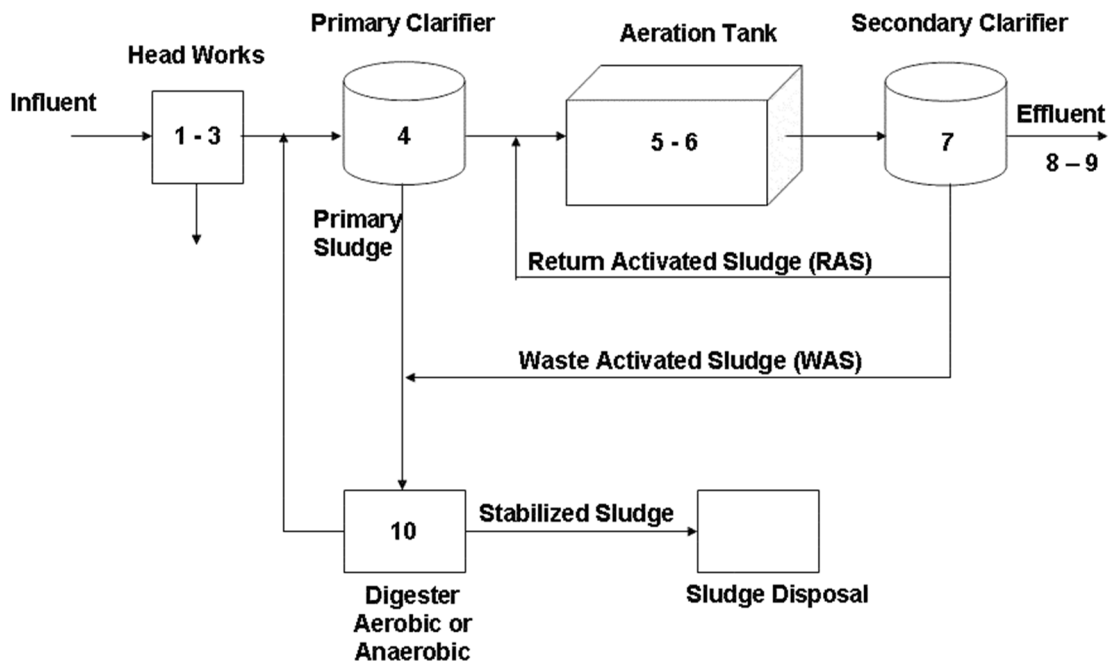 Primary Clarifier
Aeration Tank
Secondary Clarifier
Head Works
Influent
1 - 3
4
5 - 6
7
Effluent
8 – 9
Primary
Sludge
Return Activated Sludge (RAS)
Waste Activated Sludge (WAS)
10
Stabilized Sludge
Digester
Aerobic or
Anaerobic
Sludge Disposal